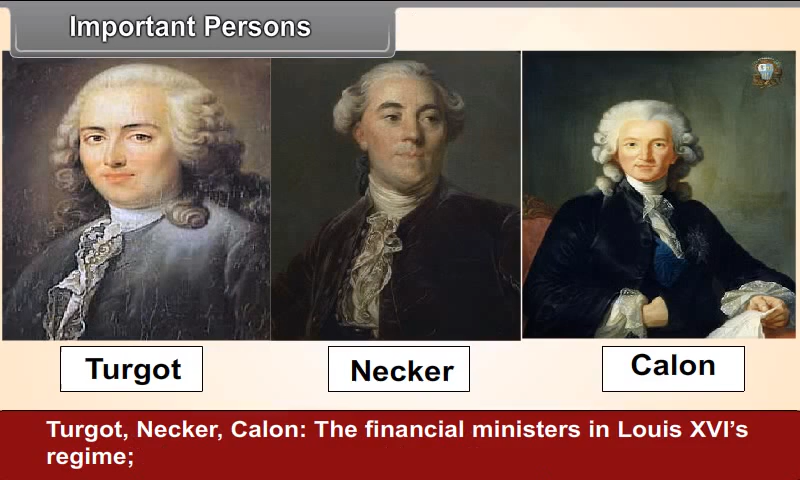 Important Persons
Turgot
Necker
Calon
Turgot, Necker, Calon: The financial ministers in Louis XVI’s
regime;